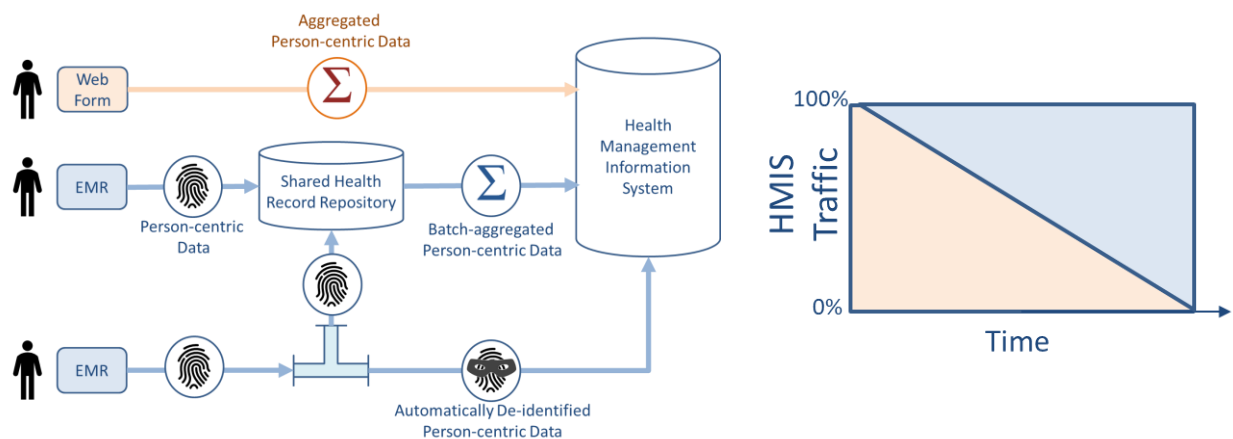 Aggregated
Person-centric Data
Web
Form
Σ
Health
Management
Information
System
EMR
Shared Health
Record Repository
Σ
Person-centric
Data
Batch-aggregated
Person-centric Data
EMR
Automatically De-identified
Person-centric Data
100%
HMIS
Traffic
0%
Time